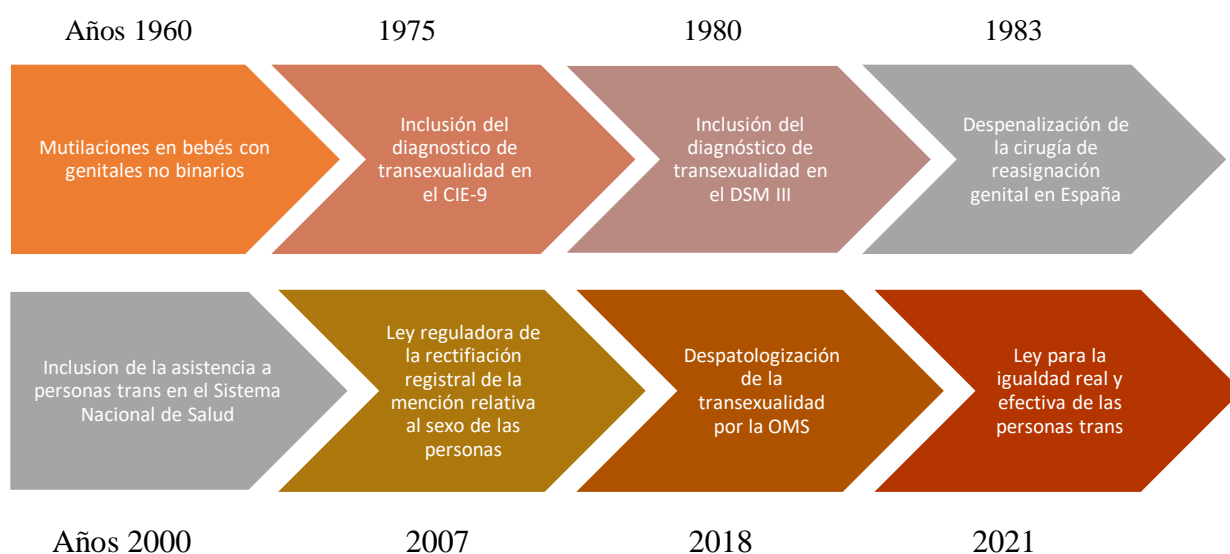 Años 1960
1975
1980
1983
Mutilaciones en bebés con
genitales no binarios
Inclusión del
diagnostico de
transexualidad en
el CIE-9
Inclusión del
diagnóstico de
transexualidad en
el DSM III
Despenalización de
la cirugía de
reasignación
genital en España
Inclusion de la asistencia a
personas trans en el Sistema
Nacional de Salud
Ley reguladora de
la rectifiación
registral de la
mención relativa
al sexo de las
personas
Despatologización
de la
transexualidad
por la OMS
Ley para la
igualdad real y
efectiva de las
personas trans
Años 2000
2007
2018
2021